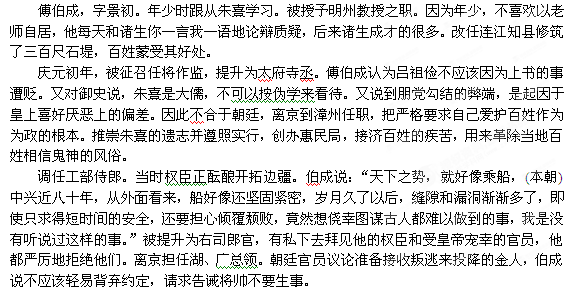 傅伯成，字景初。年少时跟从朱熹学习。被授予明州教授之职。因为年少，不喜欢以老
师自居，他每天和诸生你一言我一语地论辩质疑，后来诸生成才的很多。改任连江知县修筑
了三百尺石堤，百姓蒙受其好处。
庆元初年，被征召任将作监，提升为太府寺丞。傅伯成认为吕祖俭不应该因为上书的事
遭贬。又对御史说，朱熹是大儒，不可以按伪学来看待。又说到朋党勾结的弊端，是起因于
皇上喜好厌恶上的偏差。因此不合于朝廷，离京到漳州任职，把严格要求自己爱护百姓作为
为政的根本。推崇朱熹的遗志并遵照实行，创办惠民局，接济百姓的疾苦，用来革除当地百
姓相信鬼神的风俗。
调任工部侍郎。当时权臣正酝酿开拓边疆。伯成说：“天下之势，就好像乘船，(本朝)
中兴近八十年，从外面看来，船好像还坚固紧密，岁月久了以后，缝隙和漏洞渐渐多了，即
使只求得短时间的安全，还要担心倾覆颓败，竟然想侥幸图谋古人都难以做到的事，我是没
有听说过这样的事。”被提升为右司郎官，有私下去拜见他的权臣和受皇帝宠幸的官员，他
都严厉地拒绝他们。离京担任湖、广总领。朝廷官员议论准备接收叛逃来投降的金人，伯成
说不应该轻易背弃约定，请求告诫将帅不要生事。